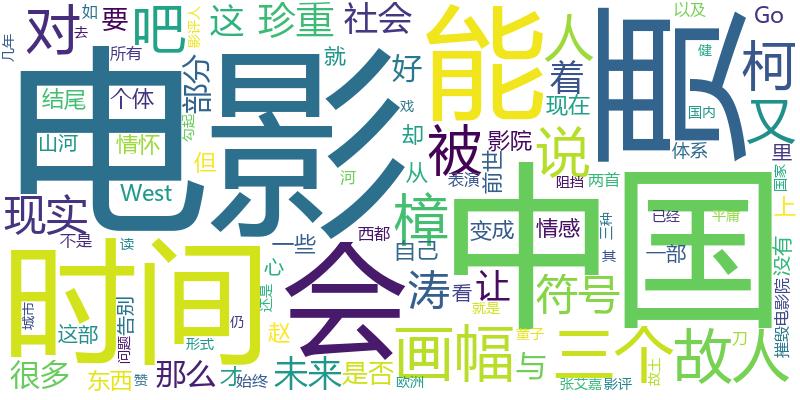 几年
如
去
影评人
要
吧
这
珍重
社会
以及
Go
对
所有
部分
就
好
能
人
健
真
柯
结尾
个体
勾起
着
又
电影
戏
现在
国内
山河
情怀
却
被
影院
说
里
West
但
从
表演
前世
阻挡
两首
体系
国家
现实
河
樟
中国
上
不是
读
一些
西都
自己
变成
情感
三种
已经
平庸
时间
会
心
涛
看
让
符号
其
一部
没有
城市
还是
就是
这部
问题
告别
形式
仍
赵
画幅
童子
与
三个
故人
刀
摧毁
电影院
很多
东西
赞
那么
才
始终
未来
是否
欧洲
张艾嘉
影评
故土